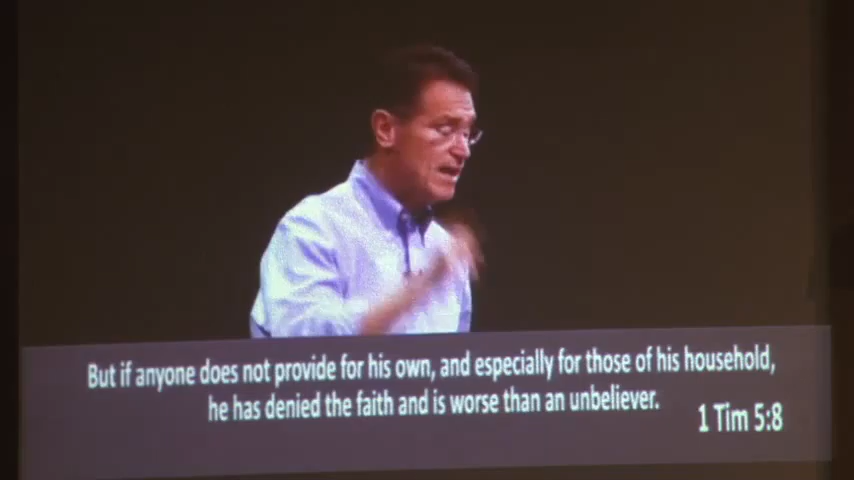 But if anyone does not provide for his own, and especially for those of his household,
he has denied the faith and is worse than an unbeliever.
1 Tim 5:8